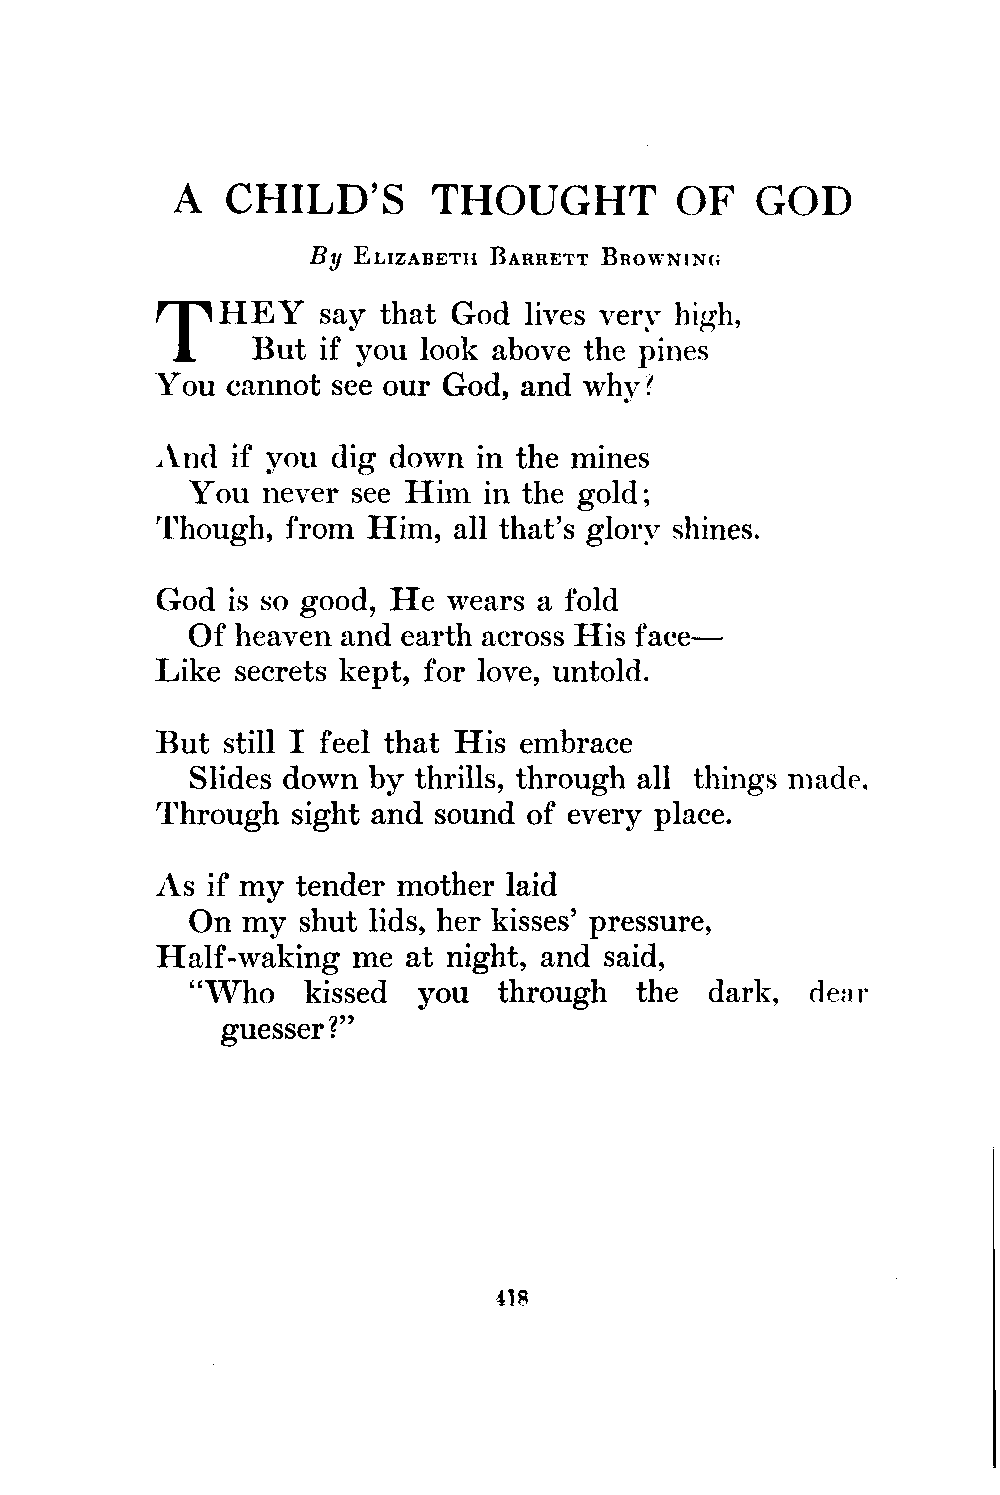 A CHILD'S THOUGHT OF GOD
By ELIZABETH BARRETT BROWNING
THEY say that God lives very high,
But if you look above the pines
You cannot see our God, and why?
And if you dig down in the mines
You never see Him in the gold;
Though, from Him, all that's glory shines.
God is so good, He wears a fold
Of heaven and earth across His face—
Like secrets kept, for love, untold.
But still I feel that His embrace
Slides down by thrills, through all things made.
Through sight and sound of every place.
As if my tender mother laid
On my shut lids, her kisses' pressure,
Half-waking me at night, and said,
"Who kissed you through the dark, dear
guesser?"
418